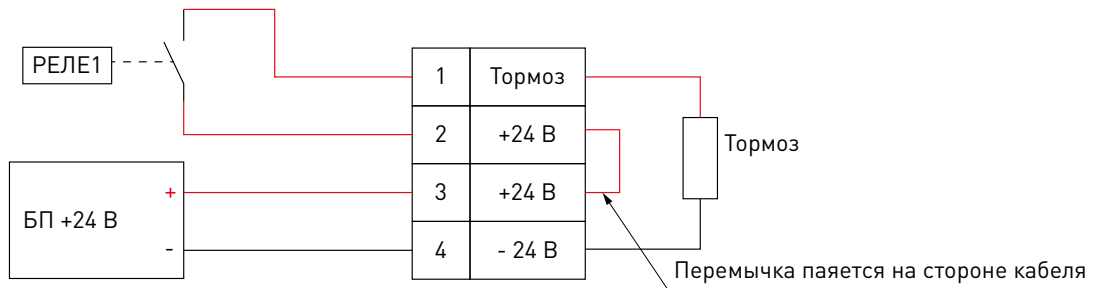 РЕЛЕ1
1 Тормоз
2 +24 В
Тормоз
БП +24 В
+
-
3 +24 В
4 - 24 В
Перемычка паяется на стороне кабеля